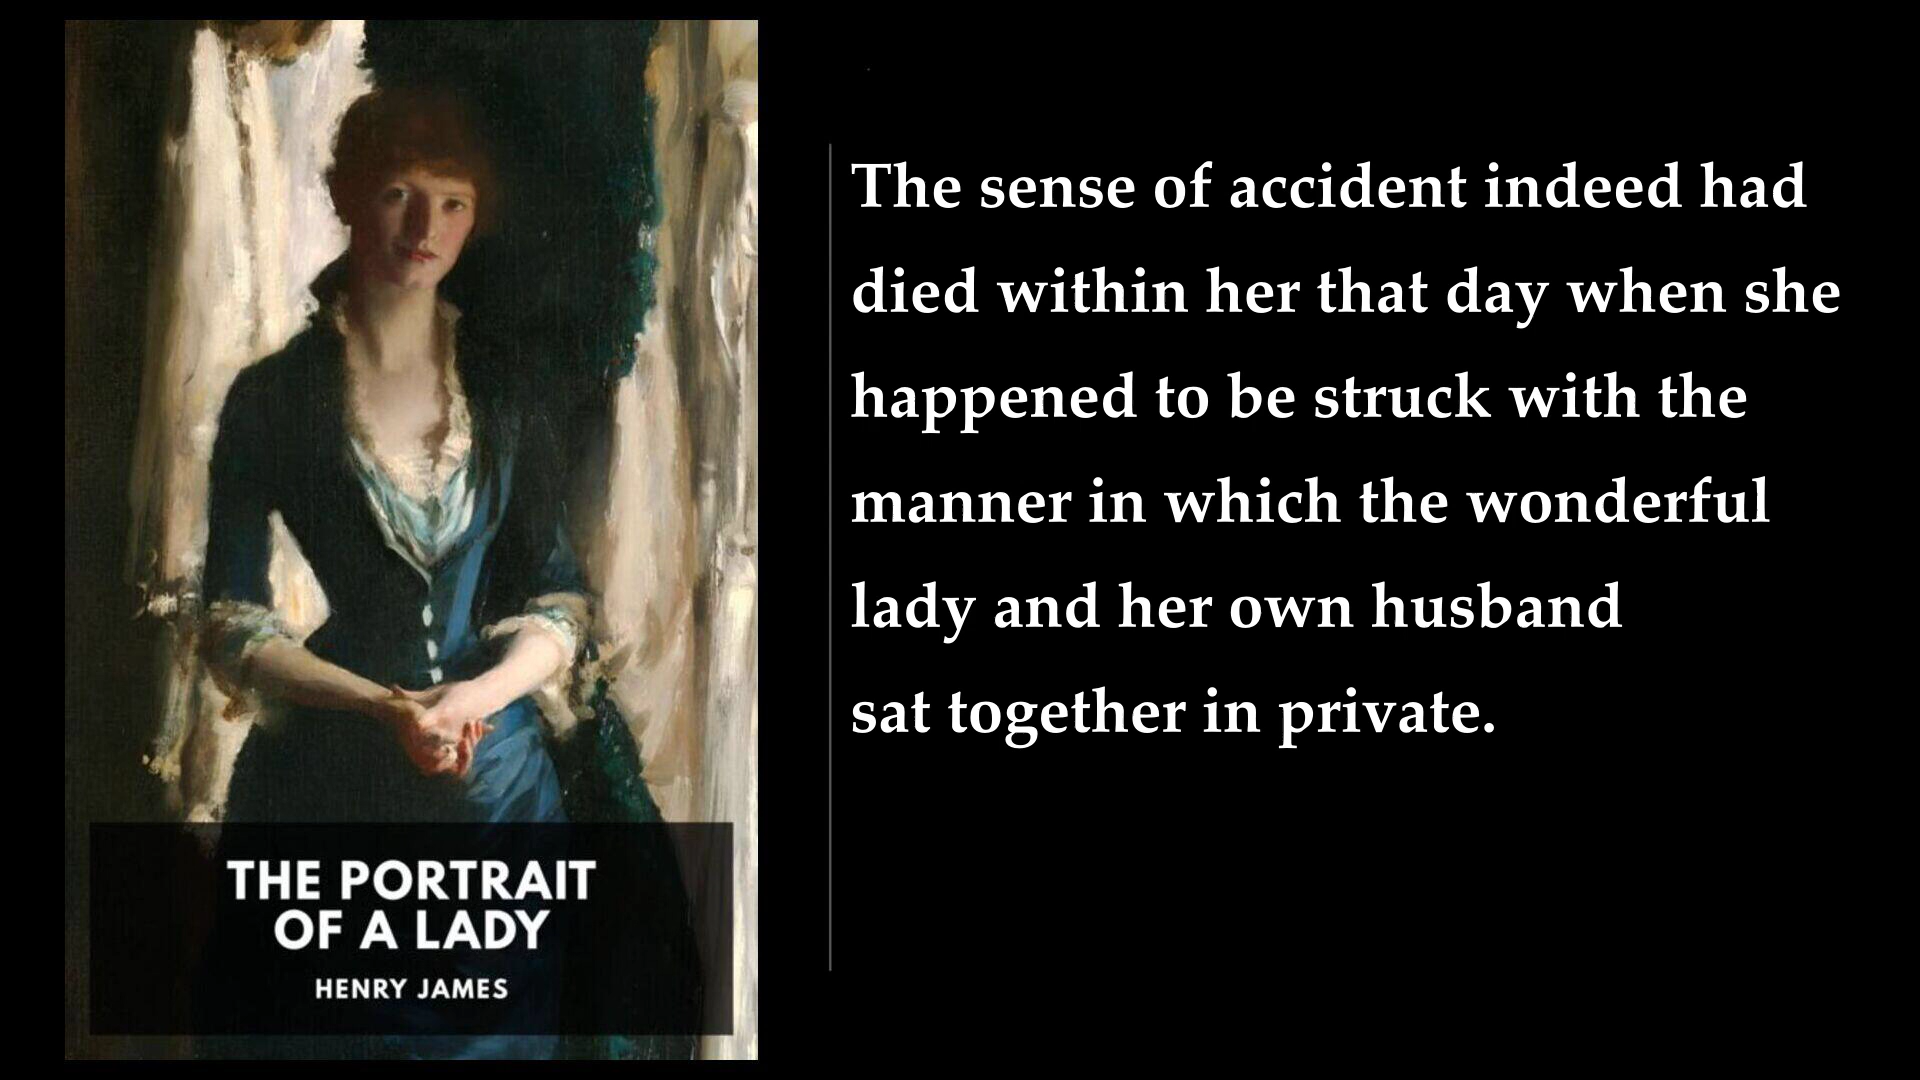 The sense of accident indeed had
died within her that day when she
happened to be struck with the
manner in which the wonderful
lady and her own husband
sat together in private.
THE PORTRAIT
OF A LADY
HENRY JAMES